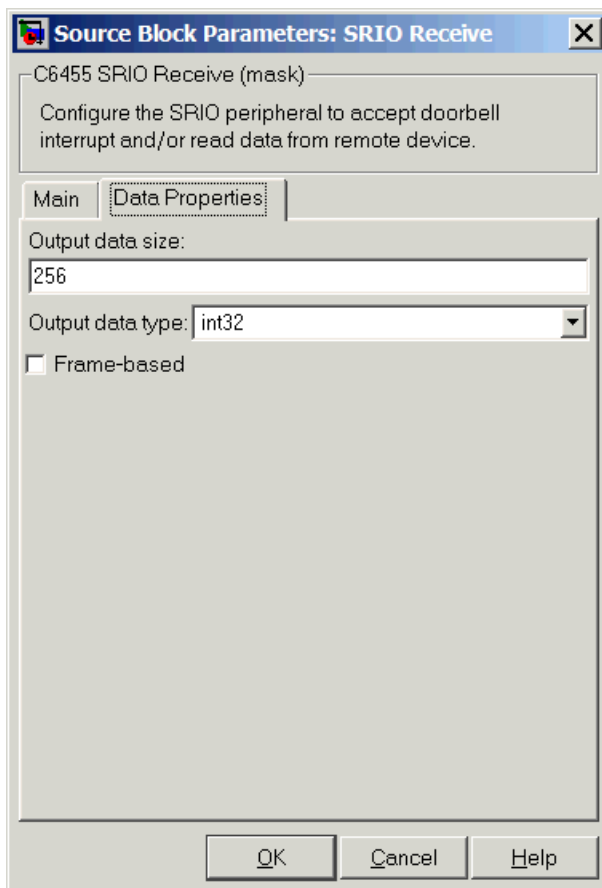 Source Block Parameters: SRIO Receive
C6455 SRIO Receive (mask)
Configure the SRIO peripheral to accept doorbell
interrupt and/or read data from remote device.
Main Data Properties
Output data size:
256
Output data type: int32
Frame-based
OK Cancel Help